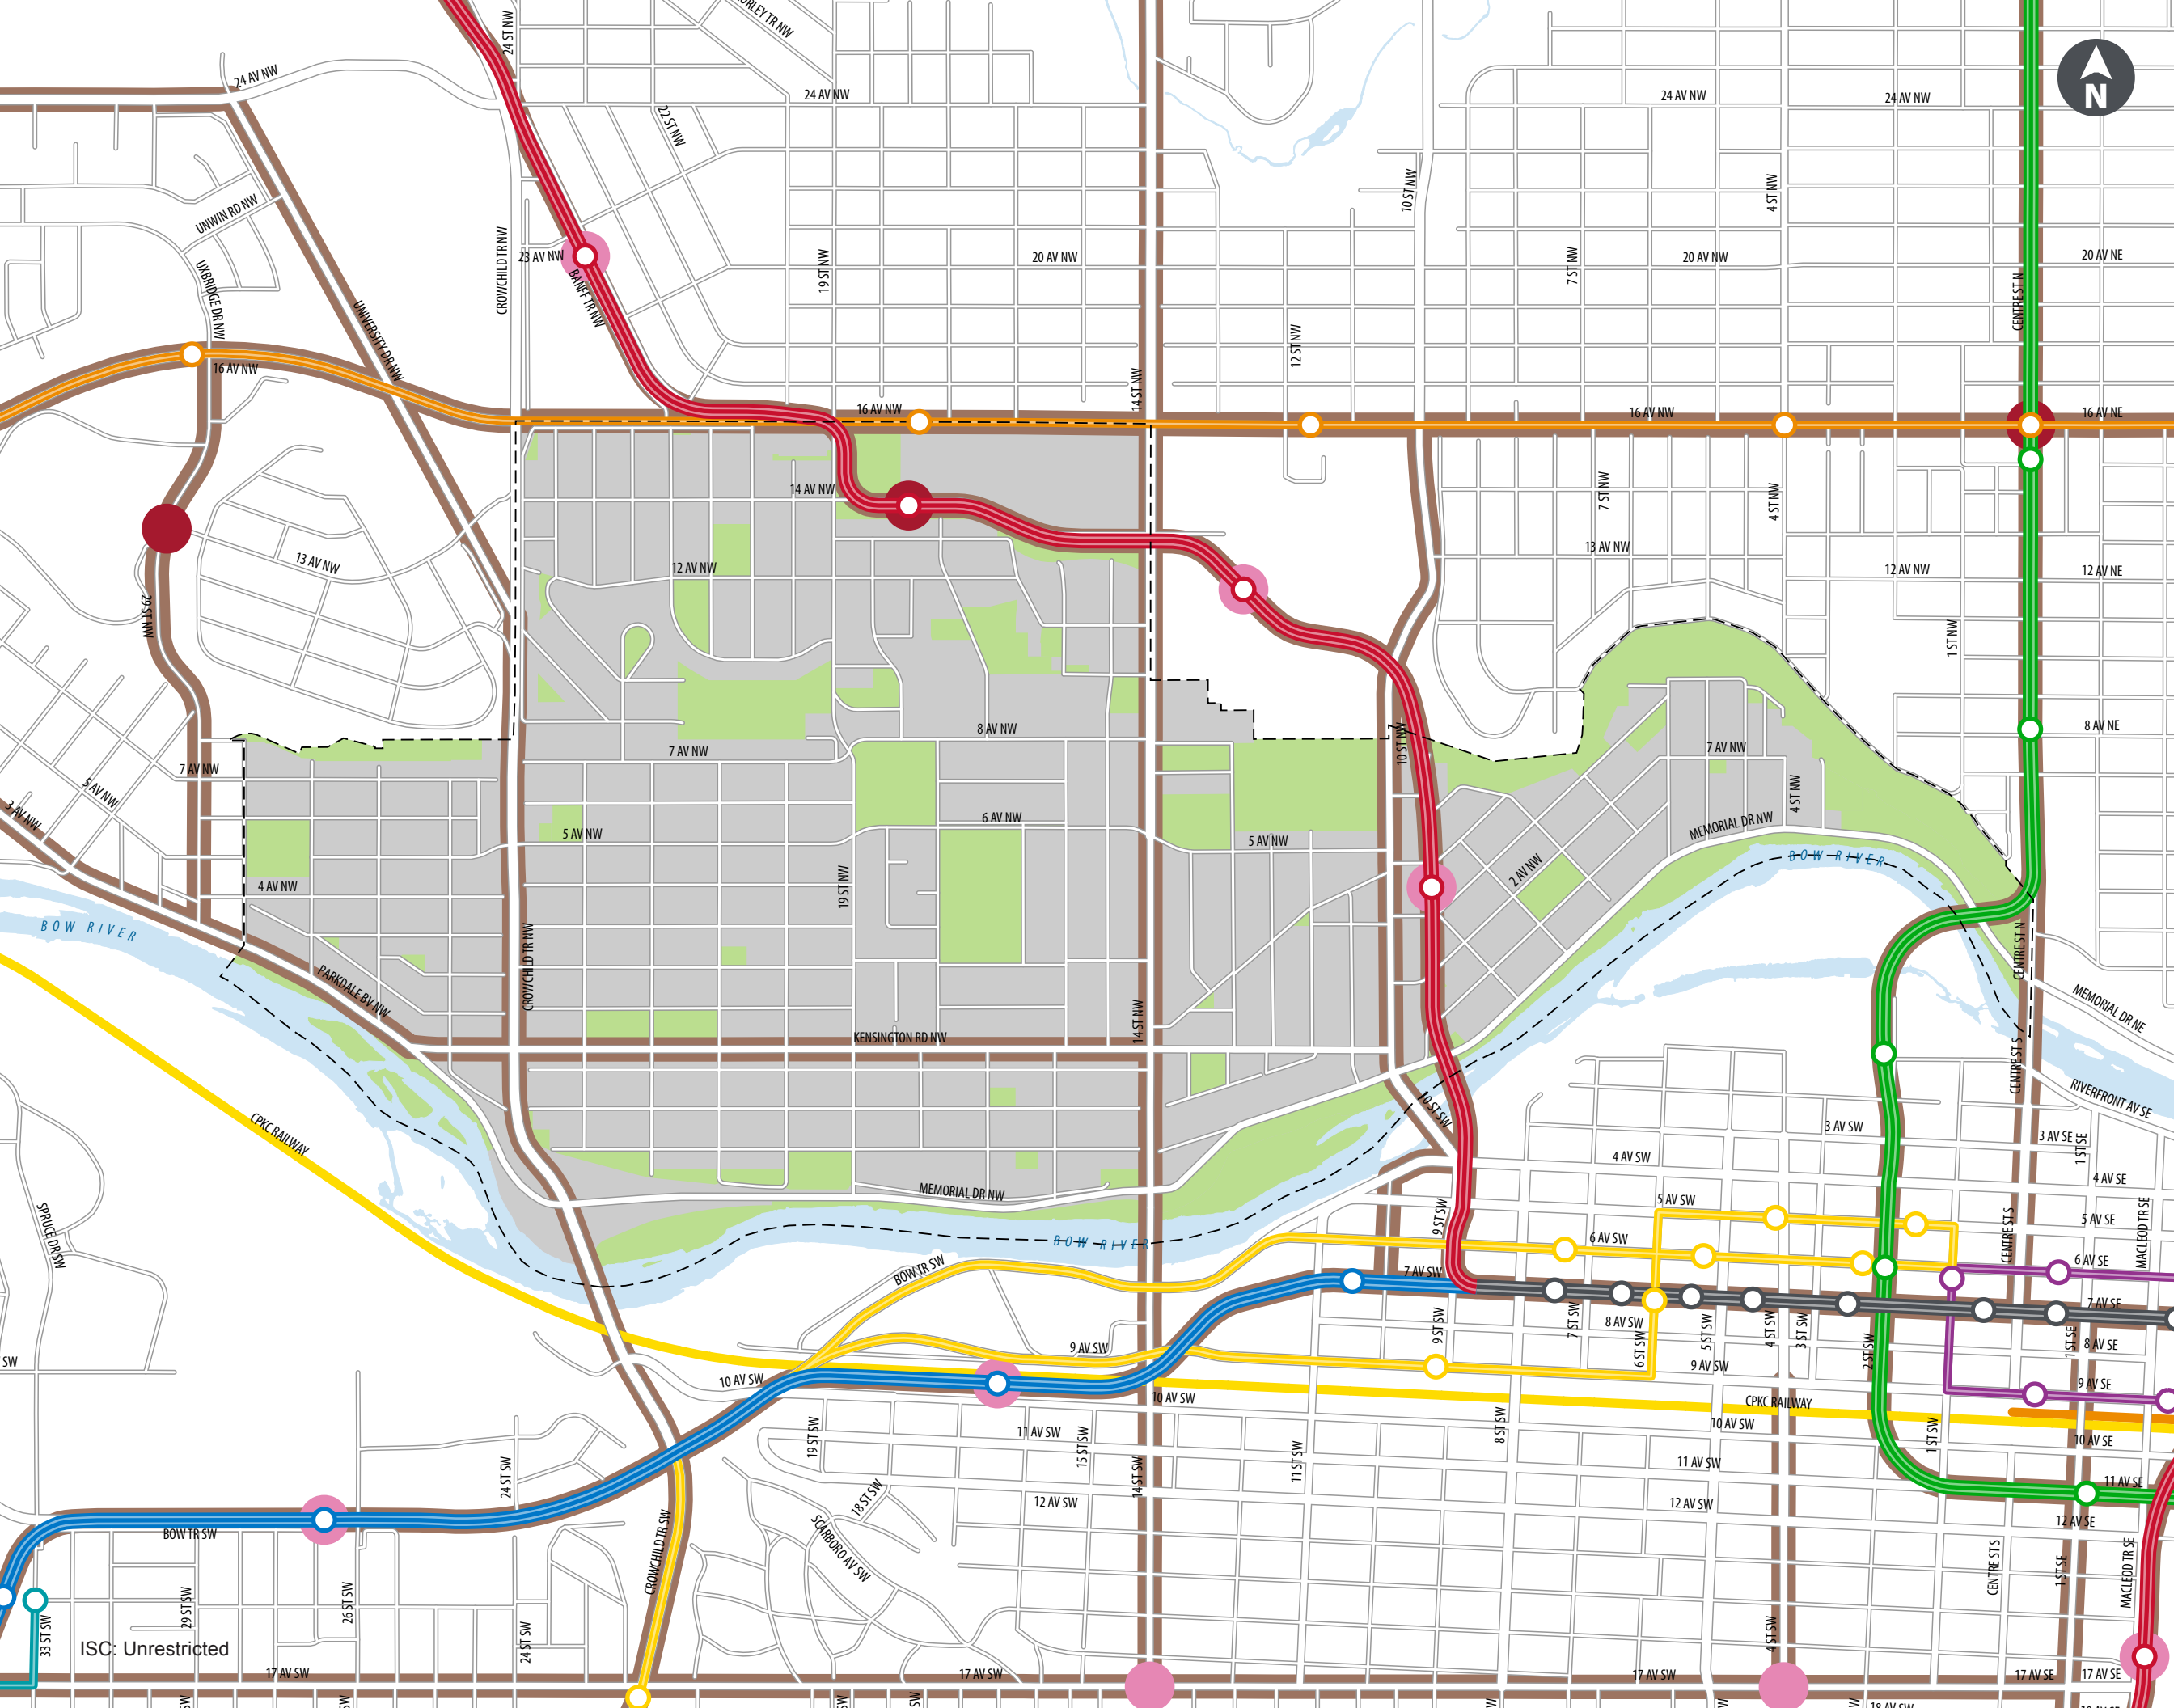 24 ST NW
MORLEY TR NW
N
24 AV NW
24 AV NW
24 AV NW
24 AV NW
22 ST NW
10 ST NW
4 ST NW
UNWIN RD NW
CROWCHILD TR NW
23 AV NW
BANFF TR NW
19 ST NW
20 AV NW
7 ST NW
20 AV NW
20 AV NE
CENTRE ST N
UXBRIDGE DR NW
UNIVERSITY DR NW
12 ST NW
16 AV NW
14 ST NW
16 AV NW
16 AV NW
16 AV NE
14 AV NW
7 ST NW
4 ST NW
13 AV NW
12 AV NW
13 AV NW
12 AV NW
12 AV NE
29 ST NW
1 ST NW
8 AV NW
8 AV NE
7 AV NW
7 AV NW
10 ST NW
7 AV NW
5 AV NW
3 AV NW
4 ST NW
6 AV NW
5 AV NW
5 AV NW
MEMORIAL DR NW
BOW RIVER
2 AV NW
4 AV NW
19 ST NW
BOW RIVER
CROWCHILD TR NW
PARKDALE BV NW
CENTRE ST N
14 ST NW
KENSINGTON RD NW
MEMORIAL DR NE
CENTRE ST S
RIVERFRONT AV SE
10 ST SW
CPKC RAILWAY
3 AV SW
3 AV SE
1 ST SE
4 AV SW
4 AV SE
MEMORIAL DR NW
5 AV SW
5 AV SE
SPRUCE DR SW
9 ST SW
6 AV SW
CENTRE ST S
MACLEOD TR SE
BOW RIVER
6 AV SE
BOW TR SW
7 AV SW
7 AV SE
9 ST SW
7 ST SW
8 AV SW
6 ST SW
5 ST SW
4 ST SW
3 ST SW
2 ST SW
1 ST SE
8 AV SE
9 AV SW
9 AV SW
SW
10 AV SW
10 AV SW
9 AV SE
CPKC RAILWAY
10 AV SW
10 AV SE
19 ST SW
11 AV SW
15 ST SW
11 ST SW
8 ST SW
1 ST SW
11 AV SW
11 AV SE
24 ST SW
14 ST SW
18 ST SW
12 AV SW
12 AV SW
12 AV SE
BOW TR SW
CROWCHILD TR SW
SCARBORO AV SW
CENTRE ST S
1 ST SE
MACLEOD TR SE
29 ST SW
26 ST SW
33 ST SW
24 ST SW
4 ST SW
ISC: Unrestricted
17 AV SW
17 AV SW
17 AV SW
17 AV SE
17 AV SE
SW
SW
SW
SW
SW
SW
SW
18 AV SW